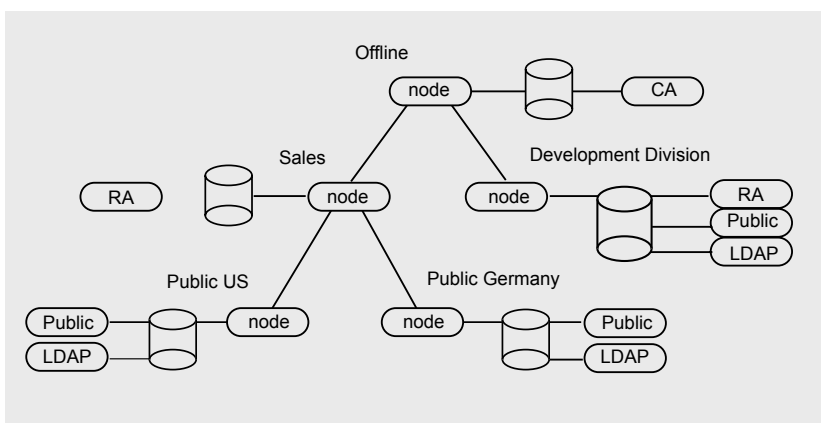 Offline
node
CA
Sales
Development Division
RA
node
node
RA
Public
LDAP
Public US
Public Germany
Public
node
node
Public
LDAP
LDAP